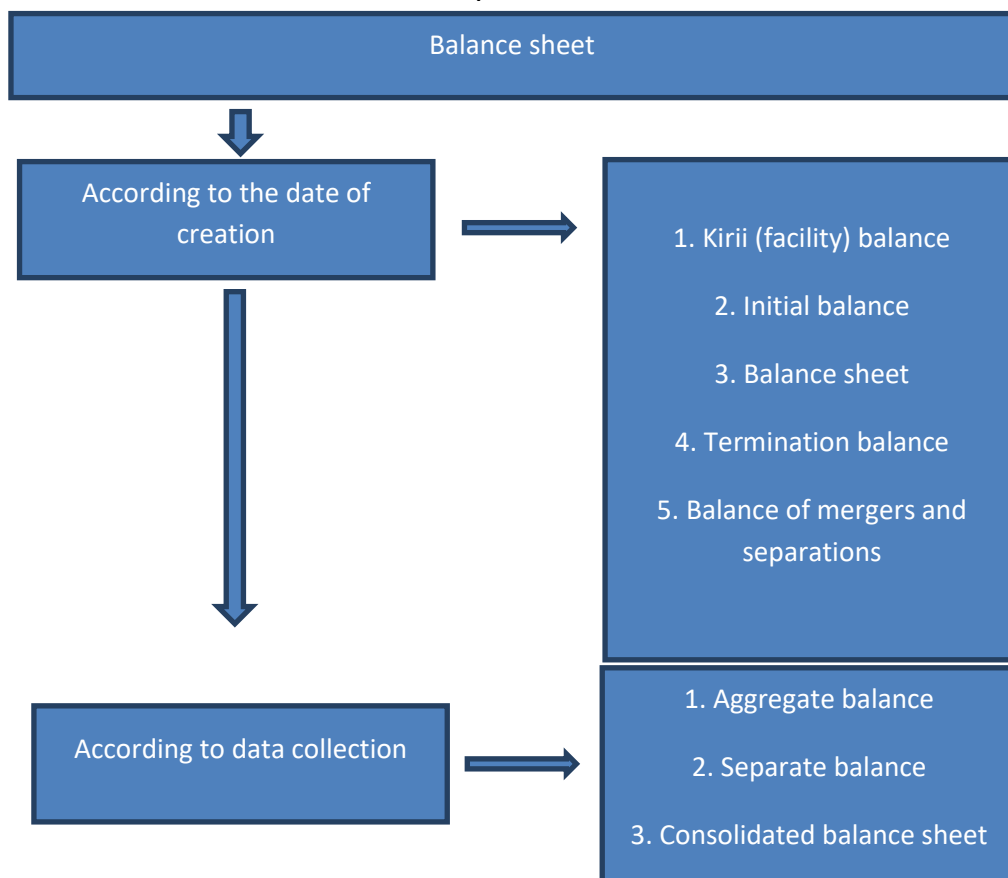 Balance sheet
According to the date of
creation
1. Kirii (facility) balance
2. Initial balance
3. Balance sheet
4. Termination balance
5. Balance of mergers and
separations
According to data collection
1. Aggregate balance
2. Separate balance
3. Consolidated balance sheet